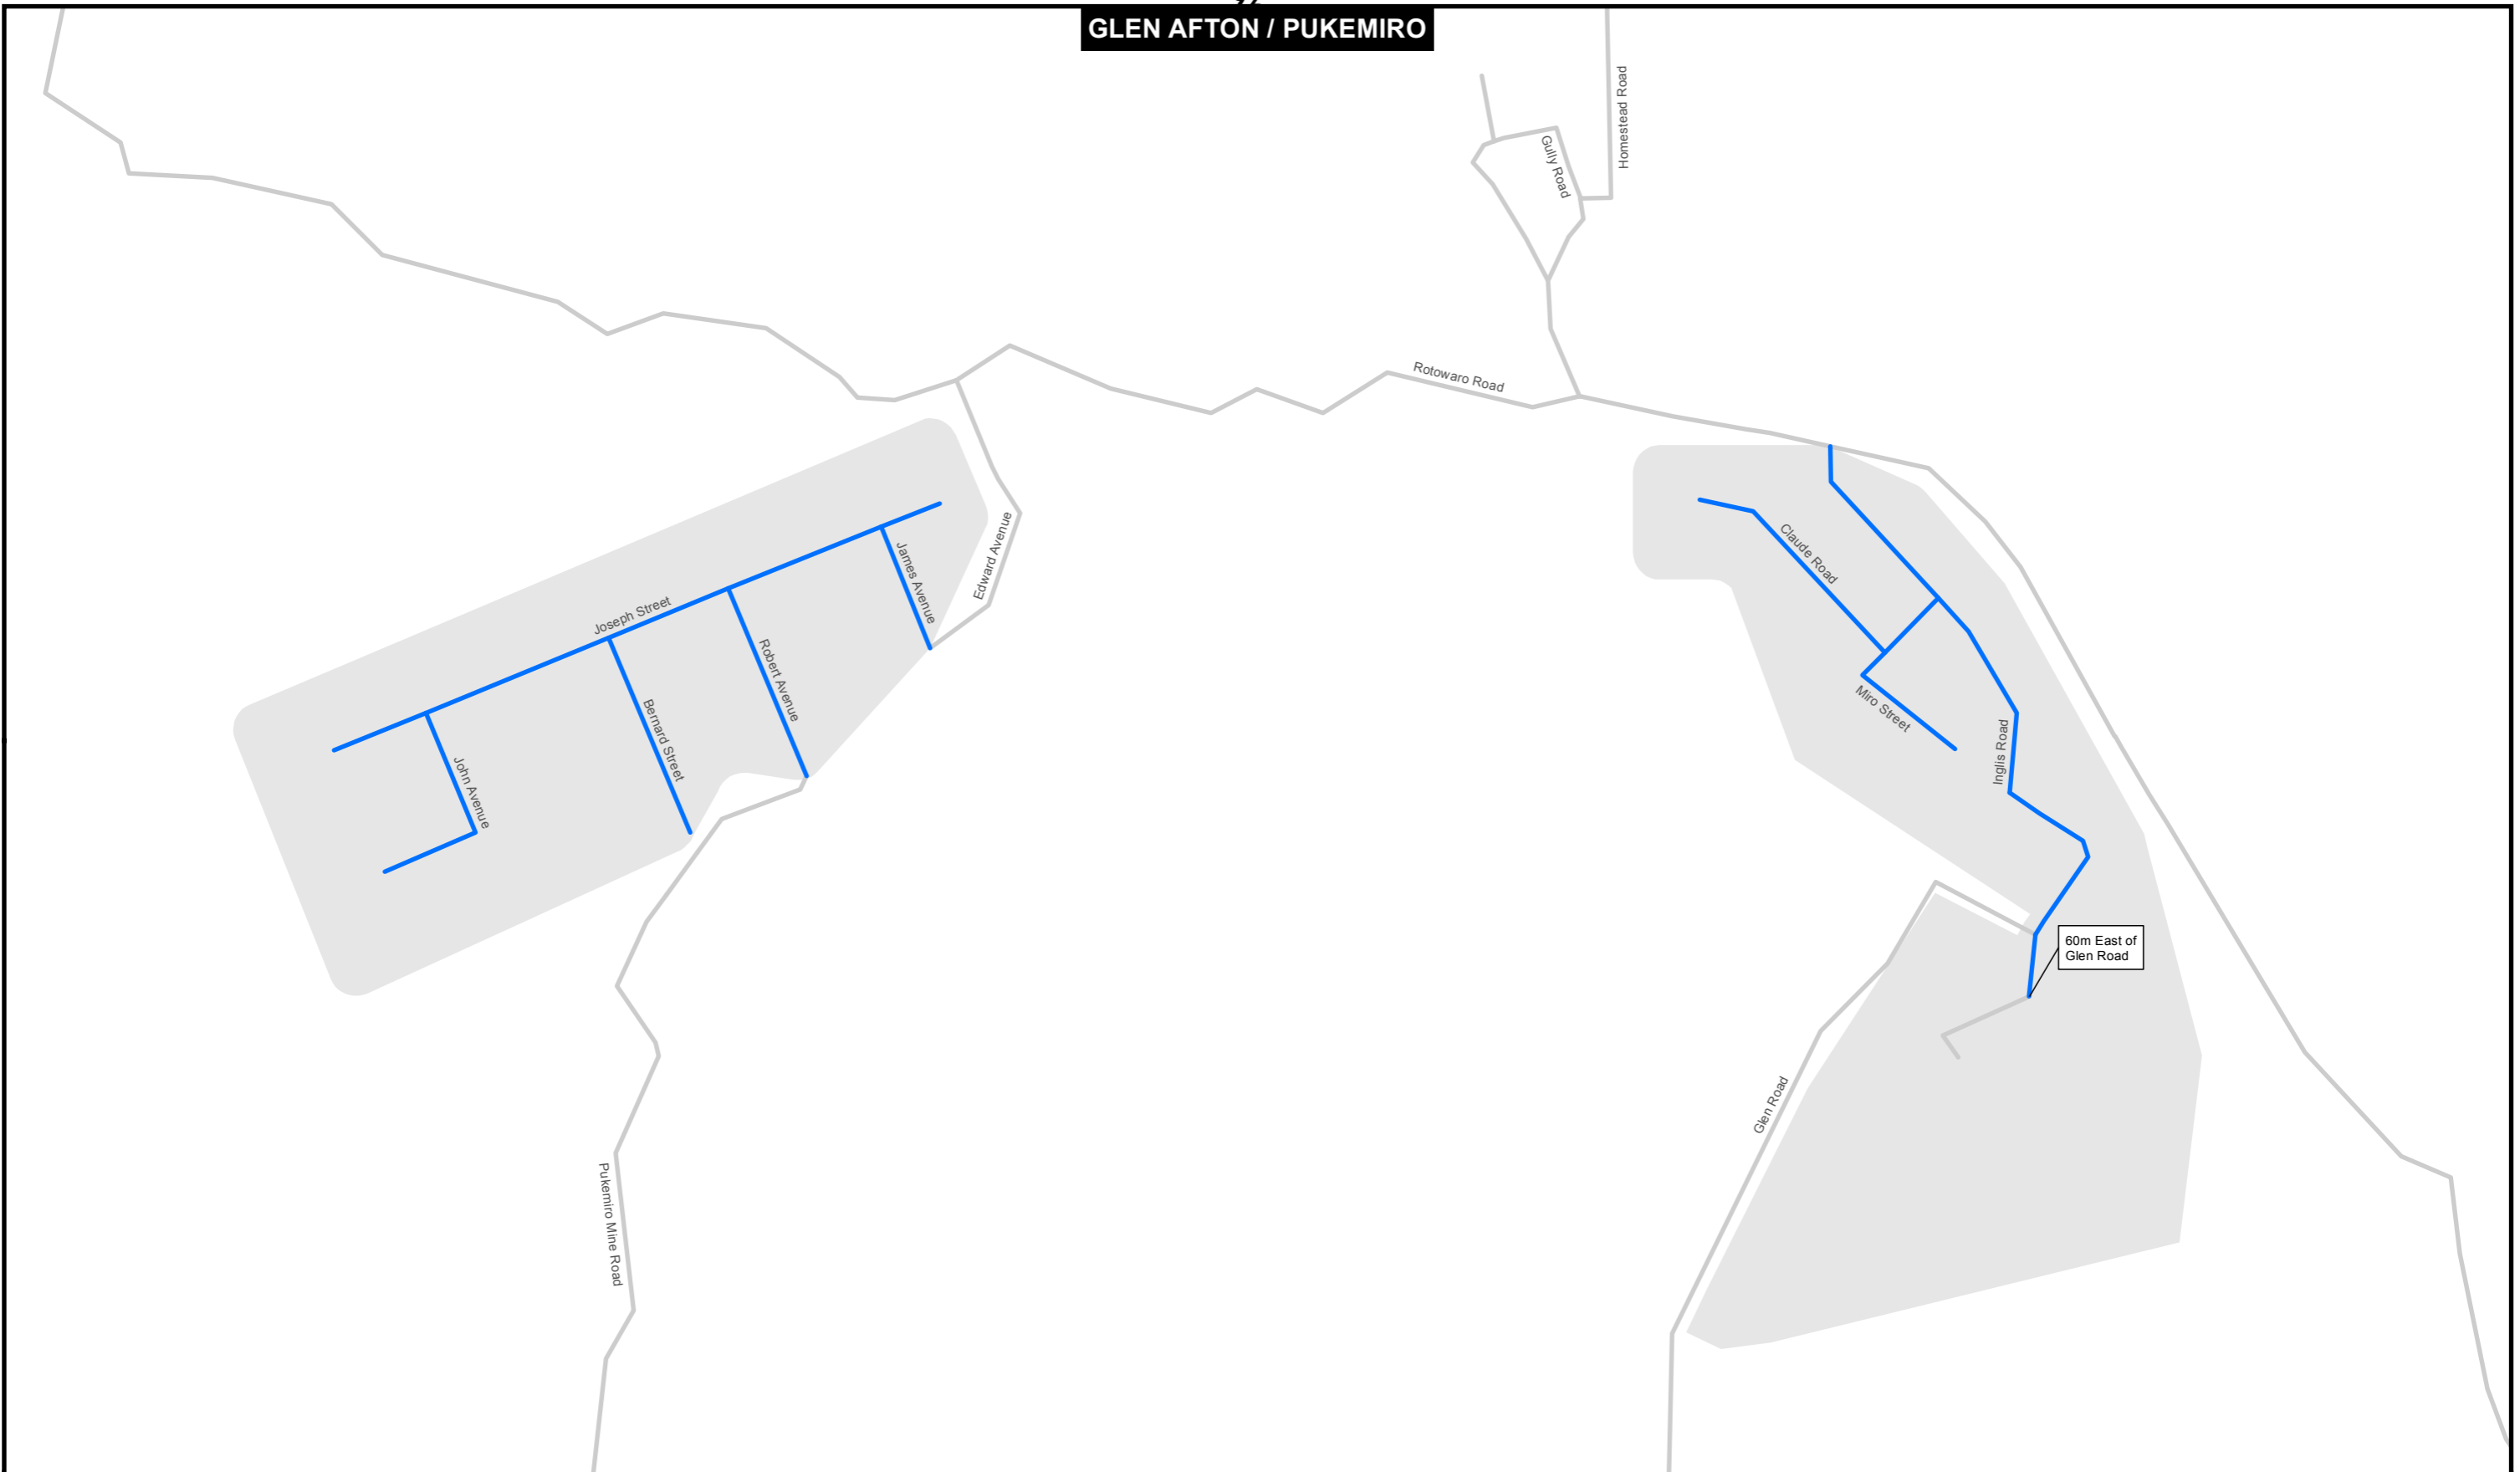 GLEN AFTON / PUKEMIRO
Homestead Road
Gully Road
Rotowaro Road
Claude Road
Edward Avenue
James Avenue
Joseph Street
Robert Avenue
Miro Street
Bernard Street
Inglis Road
John Avenue
60m East of
Glen Road
Glen Road
Pukemiro Mine Road